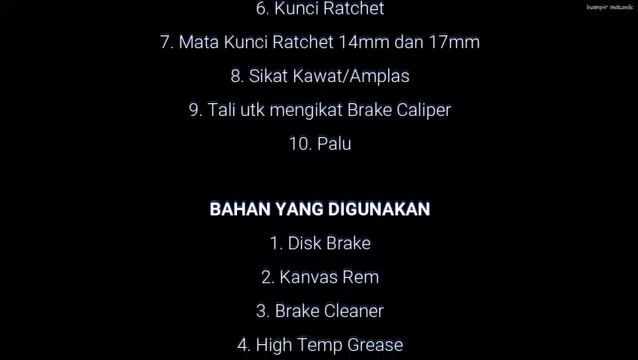 hampir mekanik
6. Kunci Ratchet
7. Mata Kunci Ratchet 14mm dan 17mm
8. Sikat Kawat/Amplas
9. Tali utk mengikat Brake Caliper
10. Palu
BAHAN YANG DIGUNAKAN
1. Disk Brake
2. Kanvas Rem
3. Brake Cleaner
4. High Temp Grease